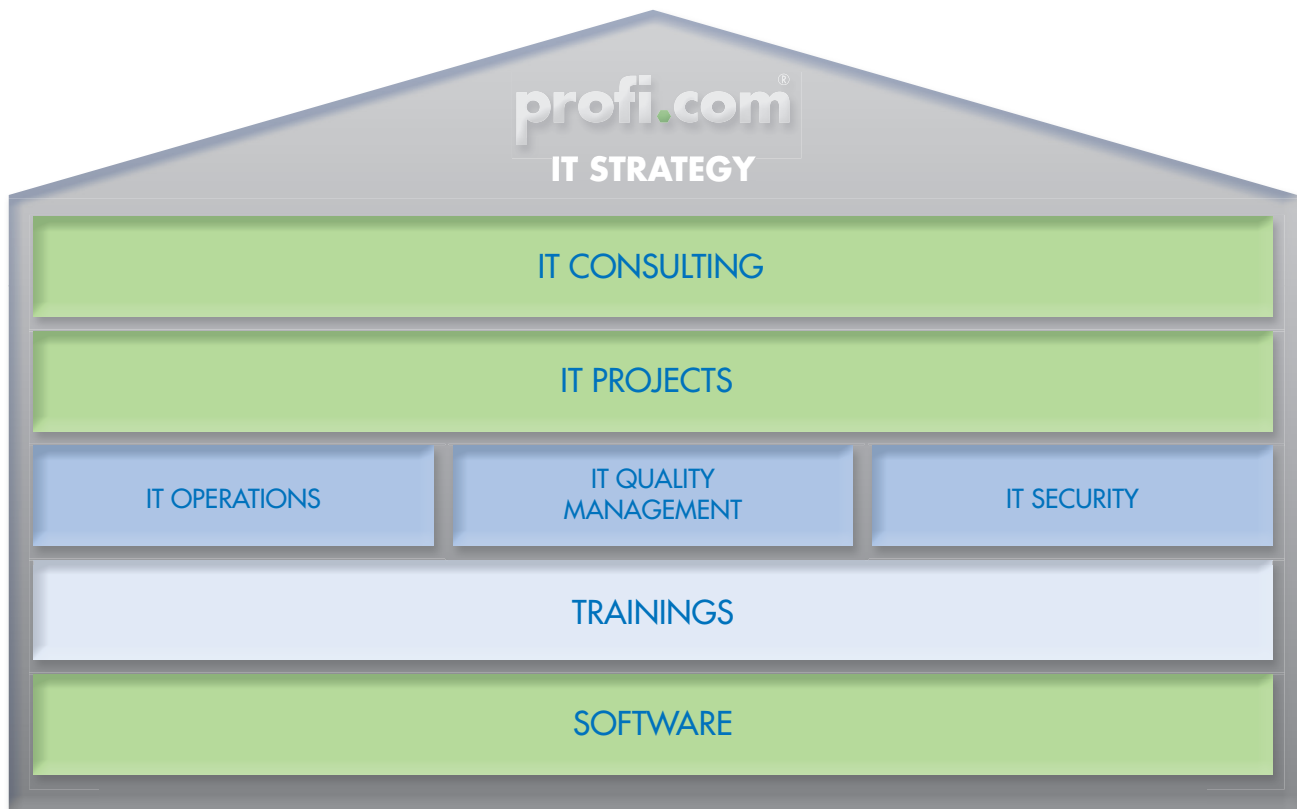 profi.com®
IT STRATEGY
IT CONSULTING
IT PROJECTS
IT OPERATIONS
IT QUALITY
MANAGEMENT
IT SECURITY
TRAININGS
SOFTWARE